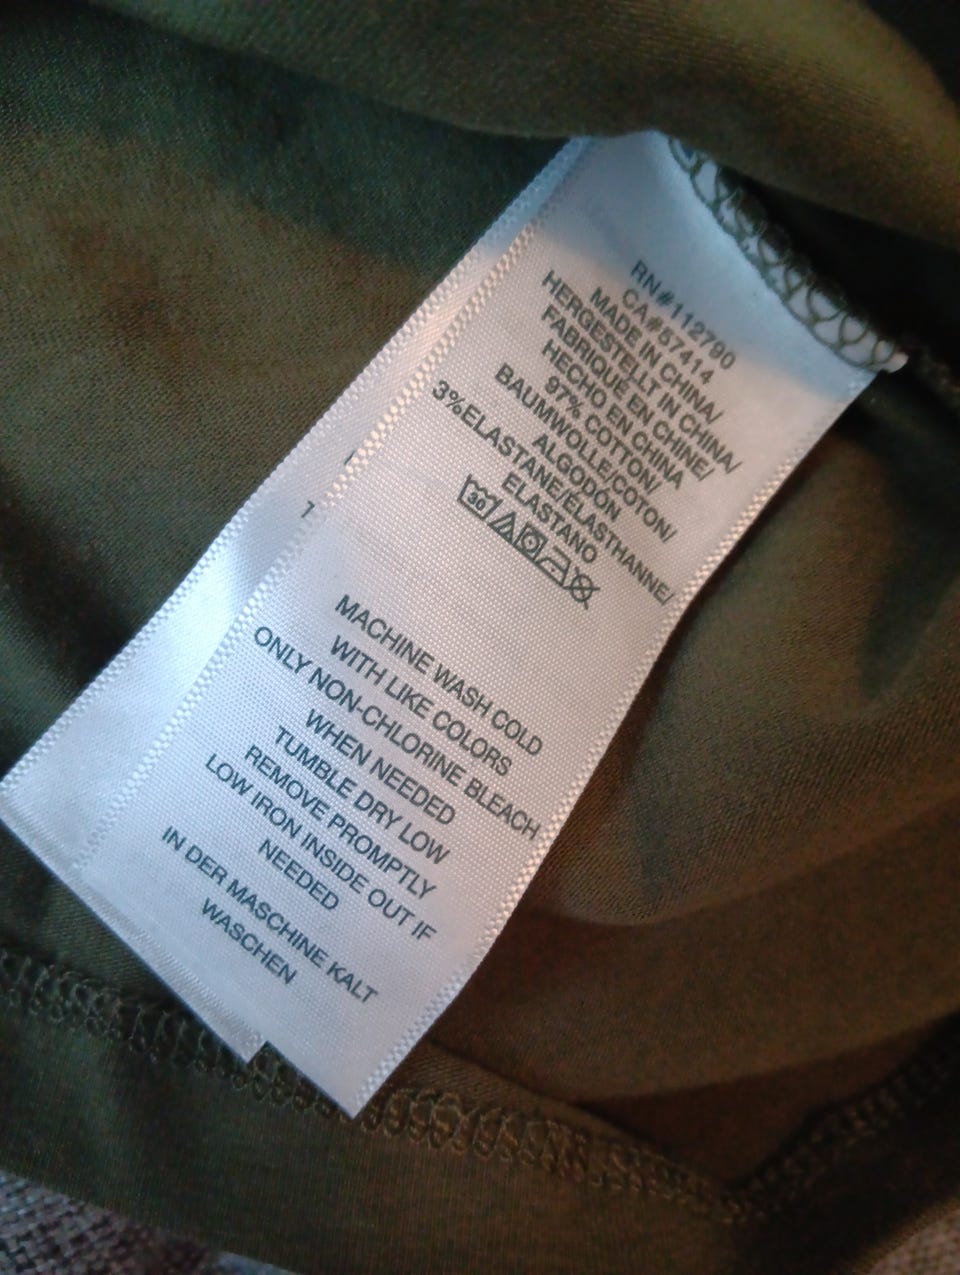 RN#112790
CA#57414
MADE IN CHINA/
HERGESTELLT IN CHINA/
FABRIQUÉ EN CHINE/
HECHO EN CHINA
97% COTTON/
BAUMWOLLE/COTON/
ALGODÓN
3%ELASTANE/ELASTHANNE/
ELASTANO
30
MACHINE WASH COLD
WITH LIKE COLORS
ONLY NON-CHLORINE BLEACH
WHEN NEEDED
TUMBLE DRY LOW
REMOVE PROMPTLY
LOW IRON INSIDE OUT IF
NEEDED
IN DER MASCHINE KALT
WASCHEN